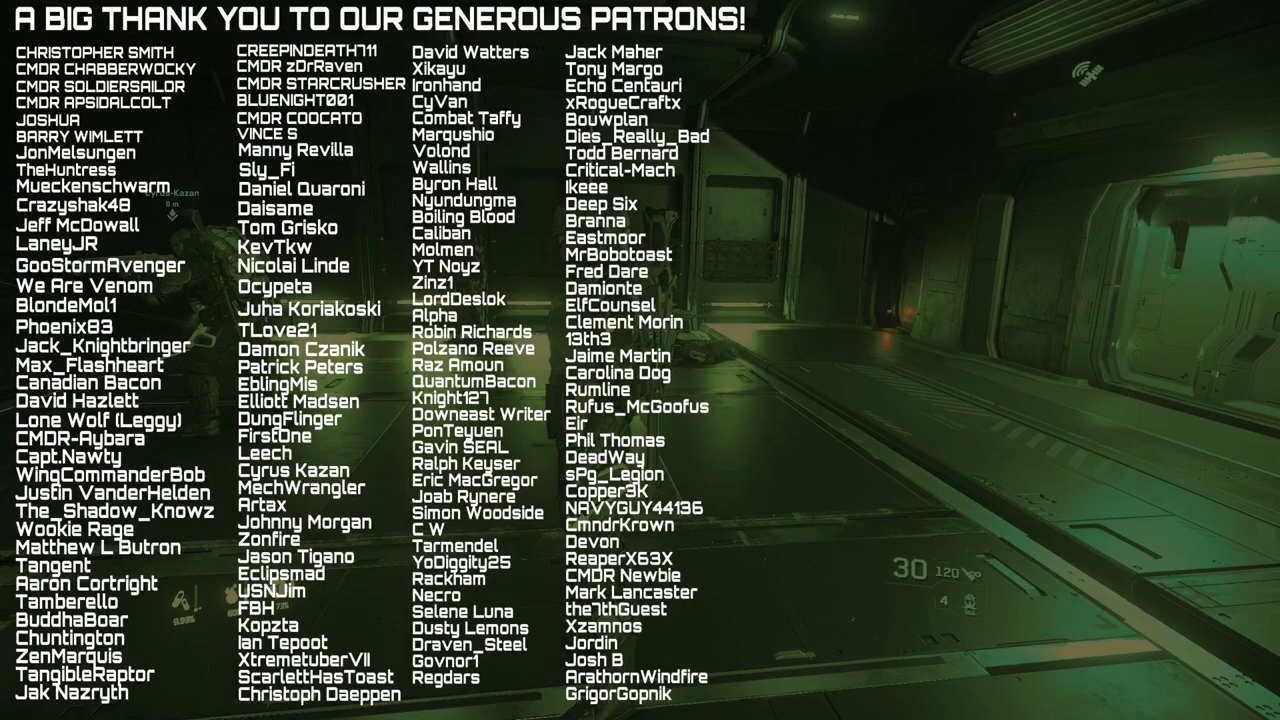 A BIG THANK YOU TO OUR GENEROUS PATRONS!
CHRISTOPHER SMITH
CMDR CHABBERWOCKY
CMDR SOLDIERSAILOR
CMDR APSIDALCOLT
JOSHUA
BARRY WIMLETT
JonMelsungen
TheHuntress
Mueckenschwarm
Crazyshak48
Jeff McDowall
LaneyJR
GooStormAvenger
We Are Venom
BlondeMol1
Phoenix83
Jack_Knightbringer
Max_Flashheart
Canadian Bacon
David Hazlett
Lone Wolf (Leggy)
CMDR-Aybara
Capt.Nawty
WingCommanderBob
Justin VanderHelden
The_Shadow_Knowz
Wookie Rage
Matthew L Butron
Tangent
Aaron Cortright
Tamberello
BuddhaBoar
Chuntington
ZenMarquis
TangibleRaptor
Jak Nazryth
CREEPINDEATH711
CMDR zDrRaven
CMDR STARCRUSHER
BLUENIGHT001
CMDR COOCATO
VINCE S
Manny Revilla
Sly_Fi
Daniel Quaroni
Daisame
Tom Grisko
KevTkw
Nicolai Linde
Ocypeta
Juha Koriakoski
TLove21
Damon Czanik
Patrick Peters
EblingMis
Elliott Madsen
DungFlinger
FirstOne
Leech
Cyrus Kazan
MechWrangler
Artax
Johnny Morgan
Zonfire
Jason Tigano
Eclipsmad
USNJim
FBH
Kopzta
Ian Tepoot
XtremetuberVII
ScarlettHasToast
Christoph Daeppen
David Watters
Xikayu
Ironhand
CyVan
Combat Taffy
Marqushio
Volond
Wallins
Byron Hall
Nyundungma
Boiling Blood
Caliban
Molmen
YT Noyz
Zinz1
LordDeslok
Alpha
Robin Richards
Polzano Reeve
Raz Amoun
QuantumBacon
Knight127
Downeast Writer
PonTeyuen
Gavin SEAL
Ralph Keyser
Eric MacGregor
Joab Rynere
Simon Woodside
C W
Tarmendel
YoDiggity25
Rackham
Necro
Selene Luna
Dusty Lemons
Draven_Steel
Govnor1
Regdars
Jack Maher
Tony Margo
Echo Centauri
xRogueCraftx
Bouwplan
Dies_Really_Bad
Todd Bernard
Critical-Mach
Ikeee
Deep Six
Branna
Eastmoor
MrBobotoast
Fred Dare
Damionte
ElfCounsel
Clement Morin
13th3
Jaime Martin
Carolina Dog
Rumline
Rufus_McGoofus
Eir
Phil Thomas
DeadWay
sPg_Legion
Copper3K
NAVYGUY44136
CmndrKrown
Devon
ReaperX63X
CMDR Newbie
Mark Lancaster
the7thGuest
Xzamnos
Jordin
Josh B
ArathornWindfire
GrigorGopnik
Cyrus-Kazan
6 m
30 120
4